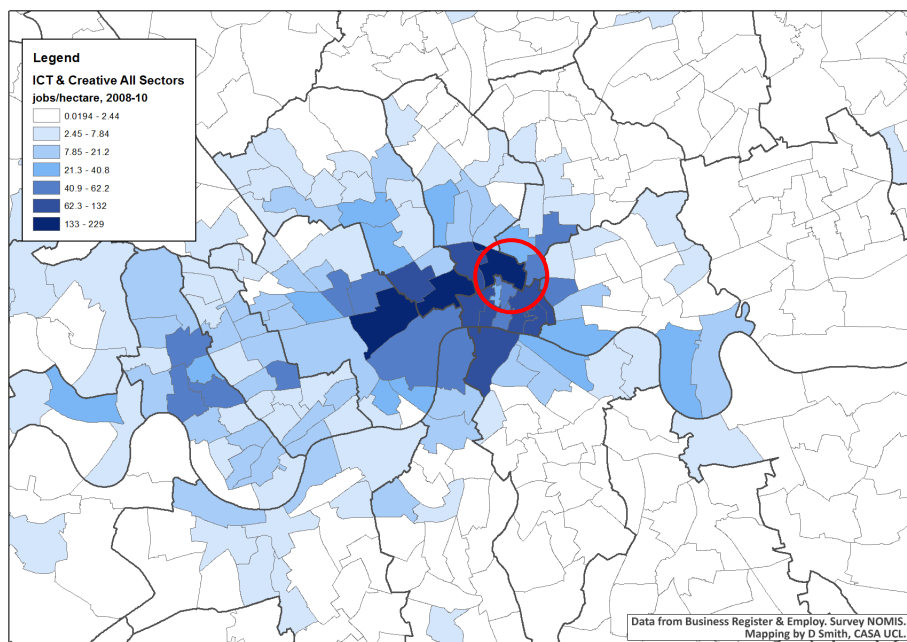 Legend
ICT & Creative All Sectors
jobs/hectare, 2008-10
0.0194 - 2.44
2.45 - 7.84
7.85 - 21.2
21.3 - 40.8
40.9 - 62.2
62.3 - 132
133 - 229
Data from Business Register & Employ. Survey NOMIS.
Mapping by D Smith, CASA UCL.